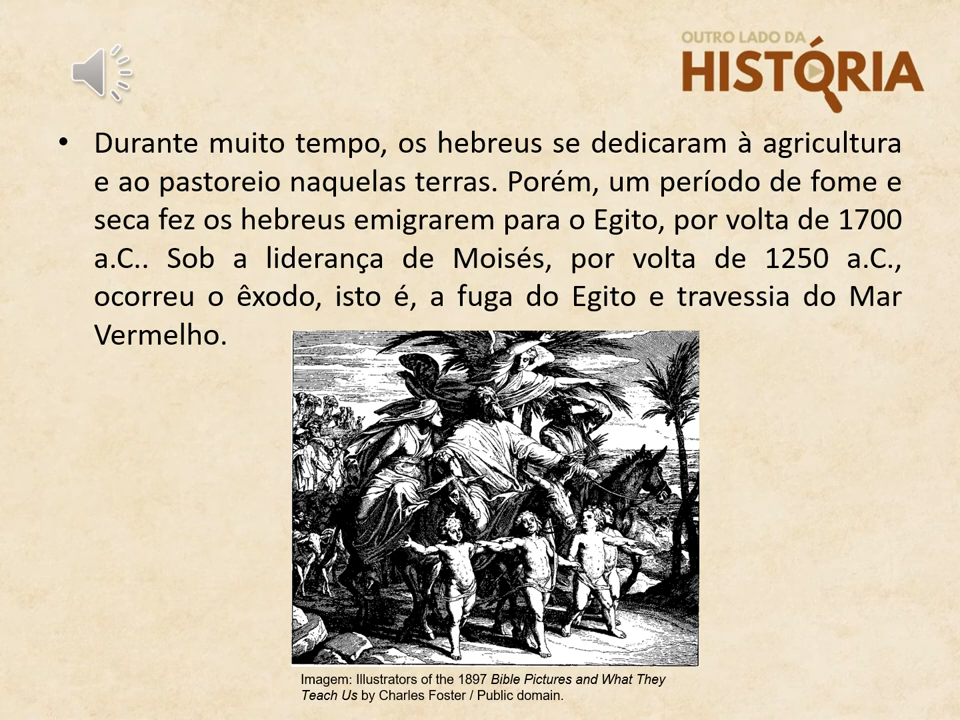 OUTRO LADO DA
HISTÓRIA
• Durante muito tempo, os hebreus se dedicaram à agricultura
e ao pastoreio naquelas terras. Porém, um período de fome e
seca fez os hebreus emigrarem para o Egito, por volta de 1700
a.C.. Sob a liderança de Moisés, por volta de 1250 a.C.,
ocorreu o êxodo, isto é, a fuga do Egito e travessia do Mar
Vermelho.
Imagem: Illustrators of the 1897 Bible Pictures and What They
Teach Us by Charles Foster / Public domain.